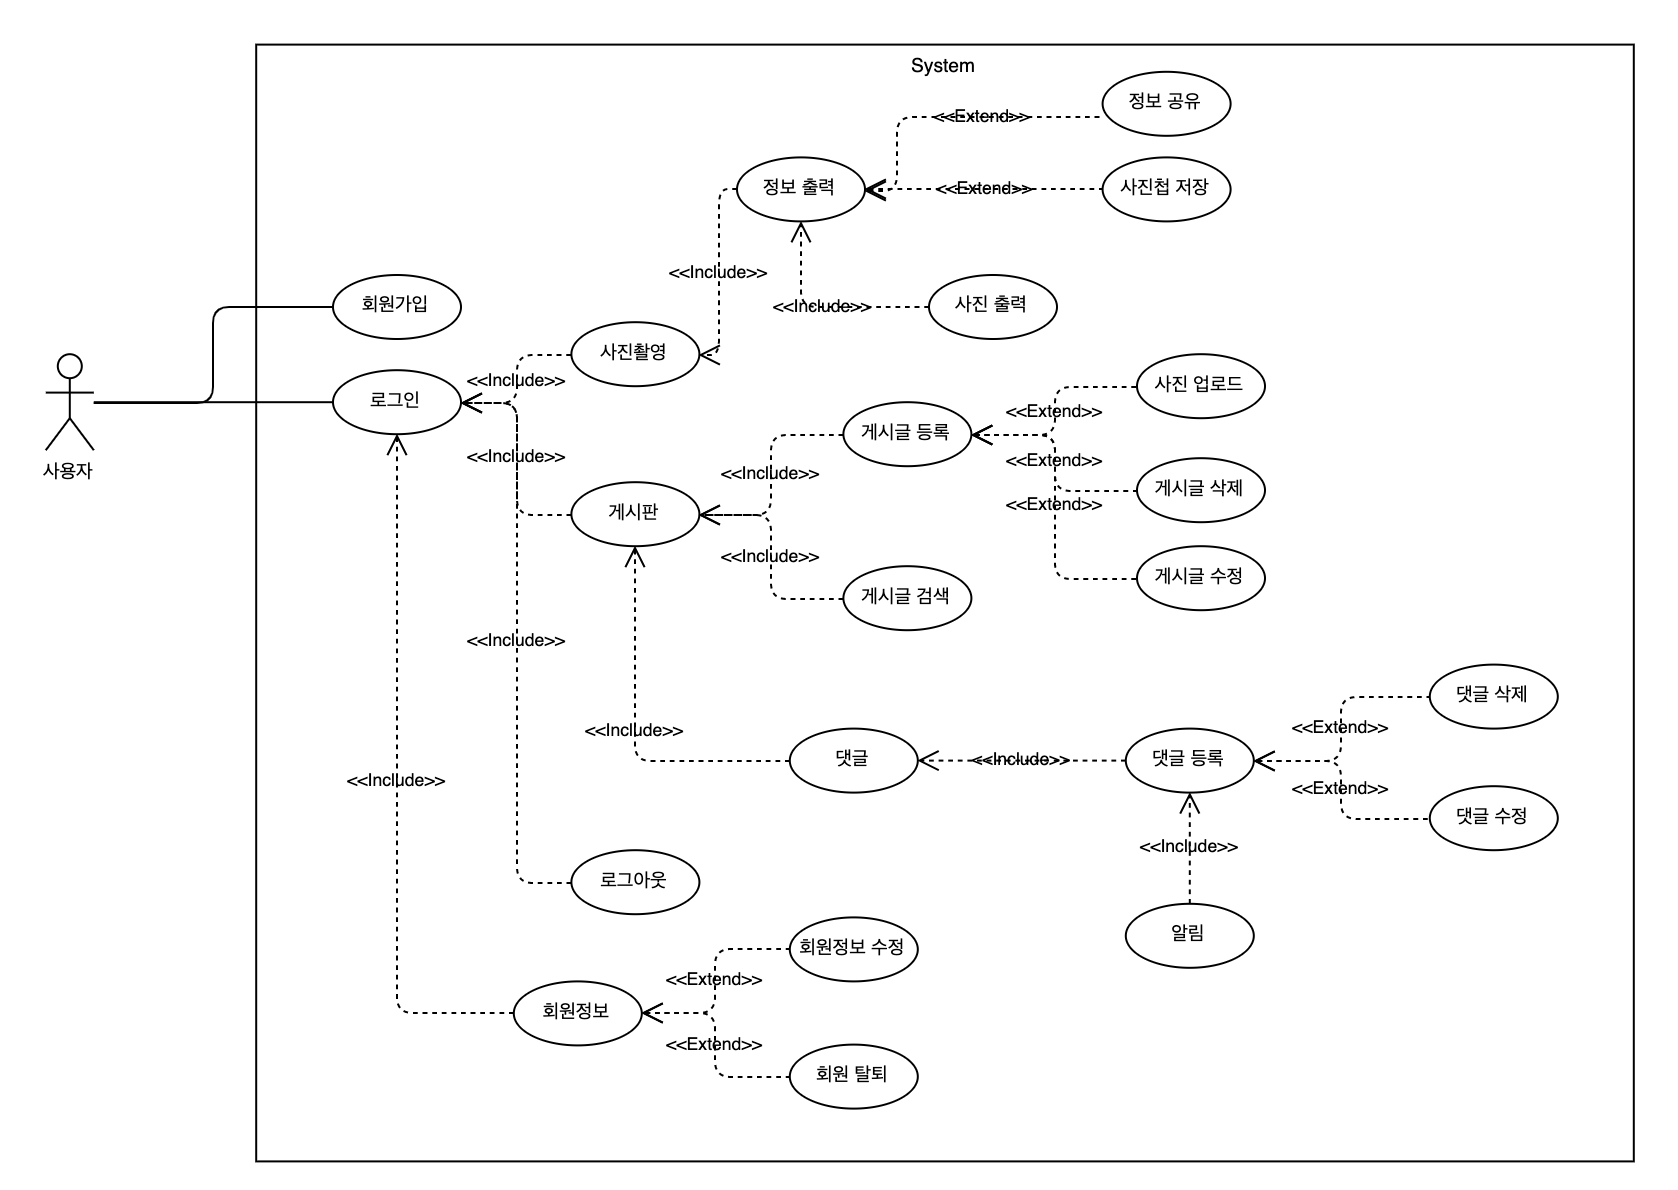 System
정보 공유
<<Extend>>
정보 출력
<<Extend>>
사진첩 저장
<<Include>>
회원가입
<<Include>>
사진 출력
사진촬영
<<Include>>
로그인
사진 업로드
<<Extend>>
게시글 등록
<<Include>>
<<Extend>>
사용자
<<Include>>
게시글 삭제
<<Extend>>
게시판
<<Include>>
게시글 수정
게시글 검색
<<Include>>
댓글 삭제
<<Include>>
<<Extend>>
댓글
<<Include>>
댓글 등록
<<Include>>
<<Extend>>
댓글 수정
<<Include>>
로그아웃
알림
회원정보 수정
<<Extend>>
회원정보
<<Extend>>
회원 탈퇴